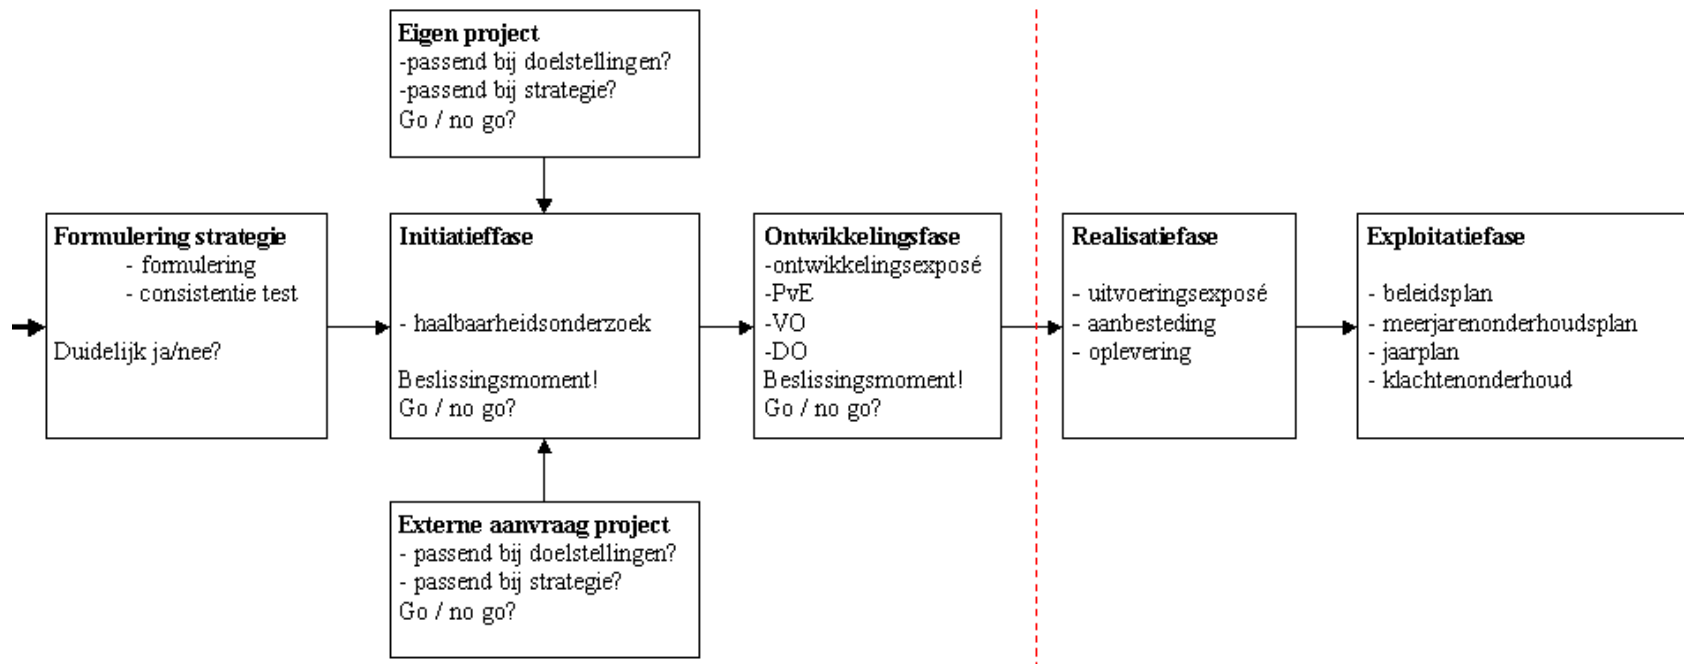 Eigen project
-passend bij doelstellingen?
-passend bij strategie?
Go / no go?
Formulering strategie
- formulering
- consistentie test
Duidelijk ja/nee?
Initiatieffase
- haalbaarheidsonderzoek
Beslissingsmoment!
Go / no go?
Ontwikkelingsfase
-ontwikkelingsexposé
-PvE
-VO
-DO
Beslissingsmoment!
Go / no go?
Realisatiefase
- uitvoeringsexposé
- aanbesteding
- oplevering
Exploitatiefase
- beleidsplan
- meerjarenonderhoudsplan
- jaarplan
- klachtenonderhoud
Externe aanvraag project
- passend bij doelstellingen?
- passend bij strategie?
Go / no go?